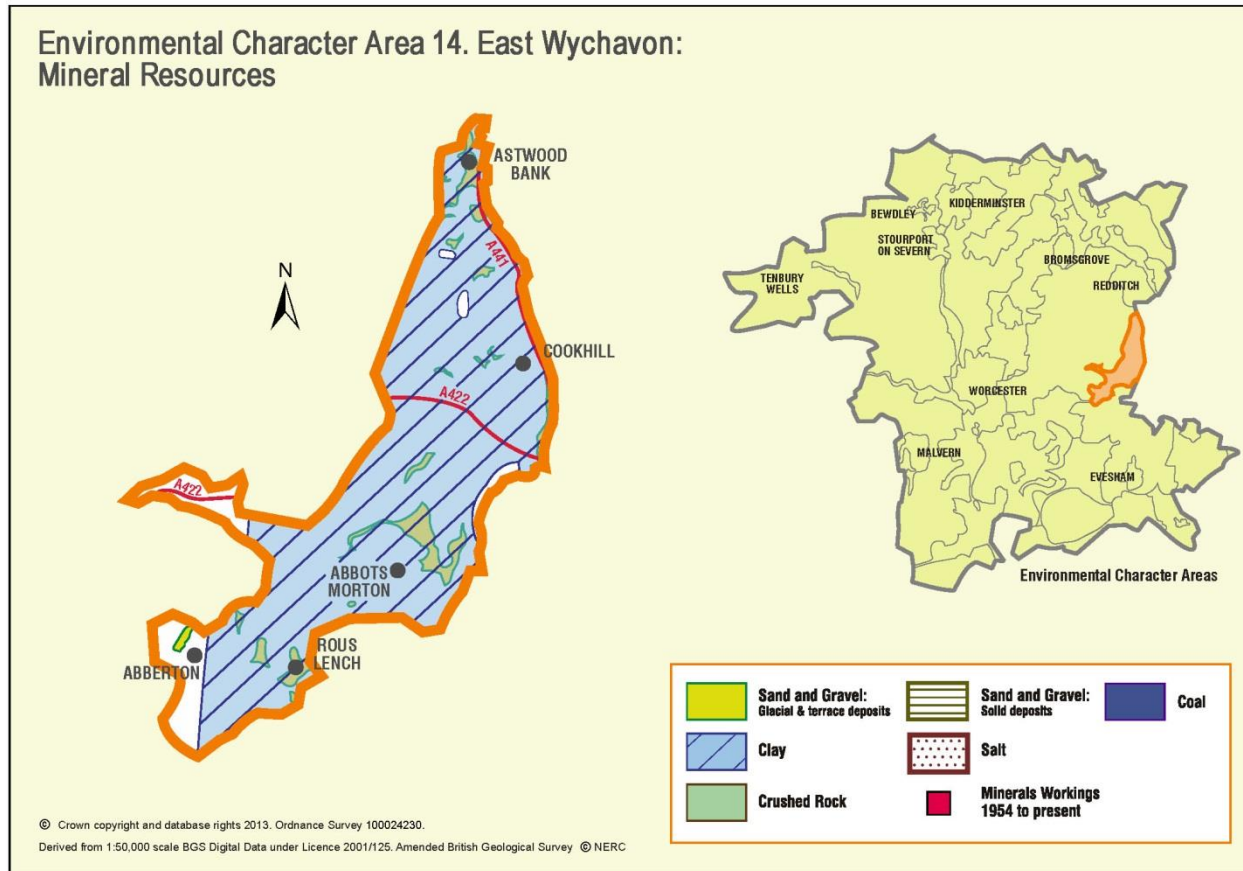 Environmental Character Area 14. East Wychavon:
Mineral Resources
N
ASTWOOD
BANK
A441
COOKHILL
A422
A422
ABBOTS
MORTON
ROUS
LENCH
ABBERTON
KIDDERMINSTER
BEWDLEY
STOURPORT
ON SEVERN
BROMSGROVE
TENBURY
WELLS
REDDITCH
WORCESTER
MALVERN
EVESHAM
Environmental Character Areas
Sand and Gravel:
Glacial & terrace deposits
Sand and Gravel:
Solid deposits
Coal
Clay
Salt
Crushed Rock
Minerals Workings
1954 to present
© Crown copyright and database rights 2013. Ordnance Survey 100024230.
Derived from 1:50,000 scale BGS Digital Data under Licence 2001/125. Amended British Geological Survey © NERC